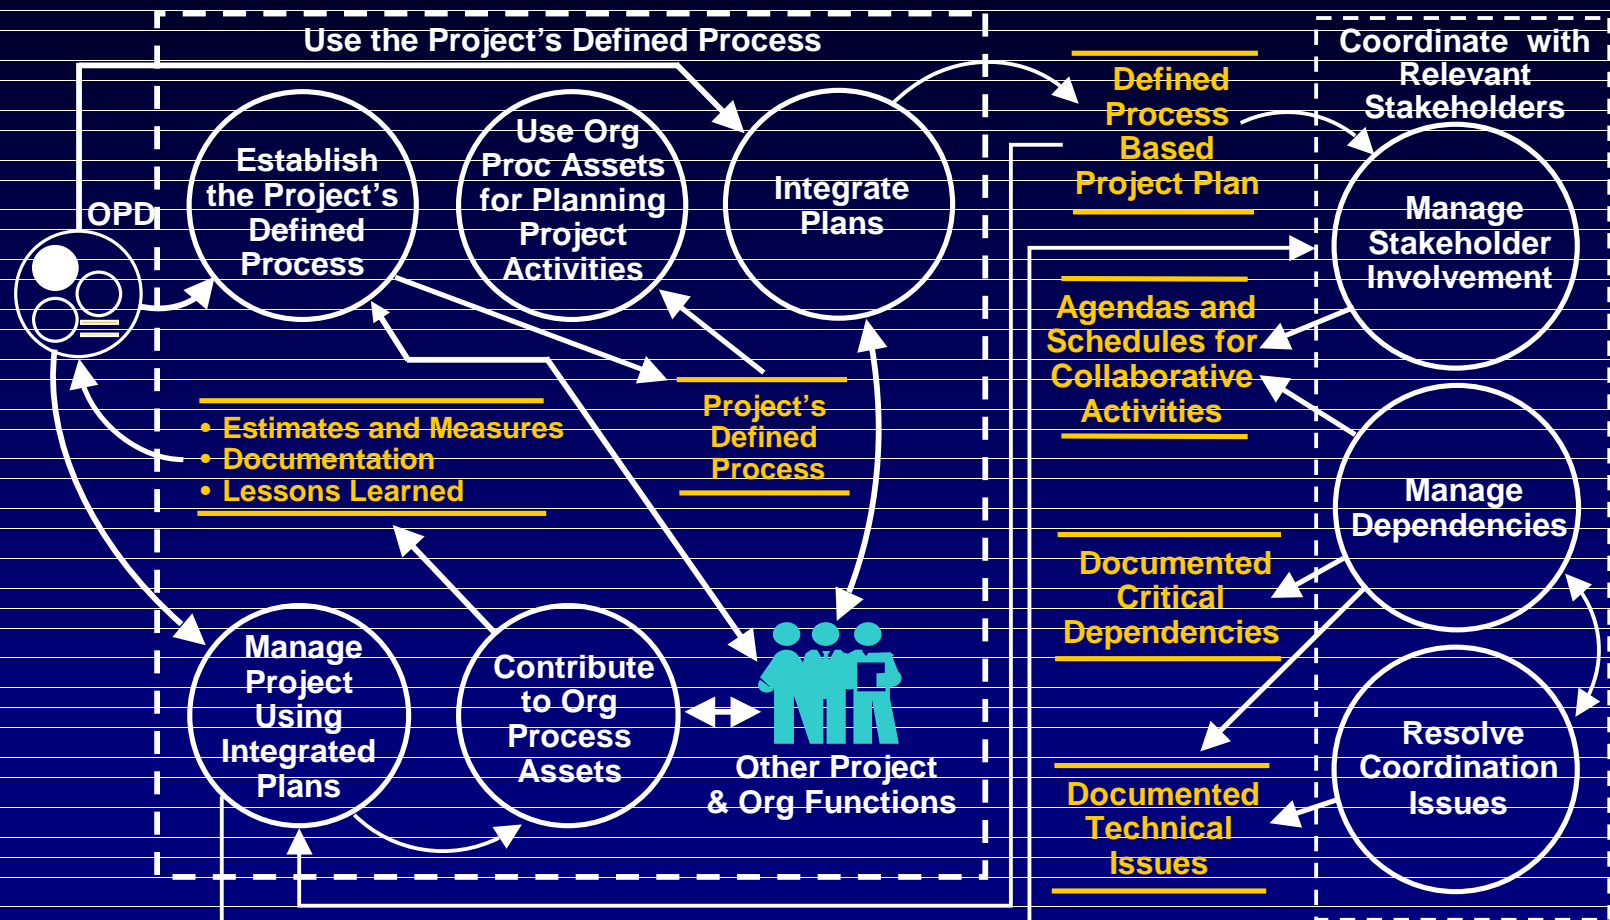 Use the Project’s Defined Process
OPD
Establish
the Project’s
Defined
Process
Use Org
Proc Assets
for Planning
Project
Activities
Integrate
Plans
• Estimates and Measures
• Documentation
• Lessons Learned
Project’s
Defined
Process
Manage
Project
Using
Integrated
Plans
Contribute
to Org
Process
Assets
Other Project
& Org Functions
Defined
Process
Based
Project Plan
Agendas and
Schedules for
Collaborative
Activities
Documented
Critical
Dependencies
Documented
Technical
Issues
Coordinate with
Relevant
Stakeholders
Manage
Stakeholder
Involvement
Manage
Dependencies
Resolve
Coordination
Issues